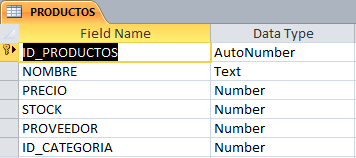 PRODUCTOS
Field Name Data Type
ID_PRODUCTOS AutoNumber
NOMBRE Text
PRECIO Number
STOCK Number
PROVEEDOR Number
ID_CATEGORIA Number